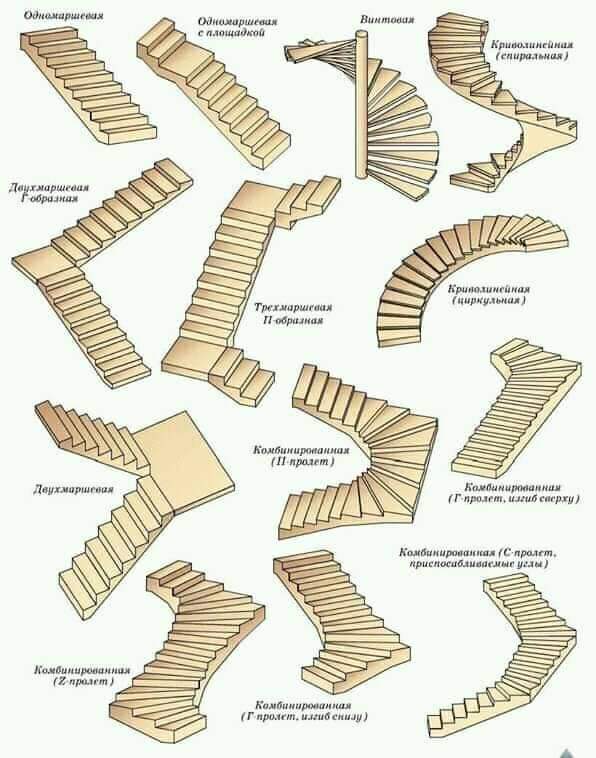 Одномаршевая
Одномаршевая
с площадкой
Винтовая
Криволинейная
(спиральная)
Двухмаршевая
Г-образная
Трехмаршевая
П-образная
Криволинейная
(циркульная)
Двухмаршевая
Комбинированная
(П-пролет)
Комбинированная
(Г-пролет, изгиб сверху)
Комбинированная (С-пролет,
приспосабливаемые углы)
Комбинированная
(Z-пролет)
Комбинированная
(Г-пролет, изгиб снизу)